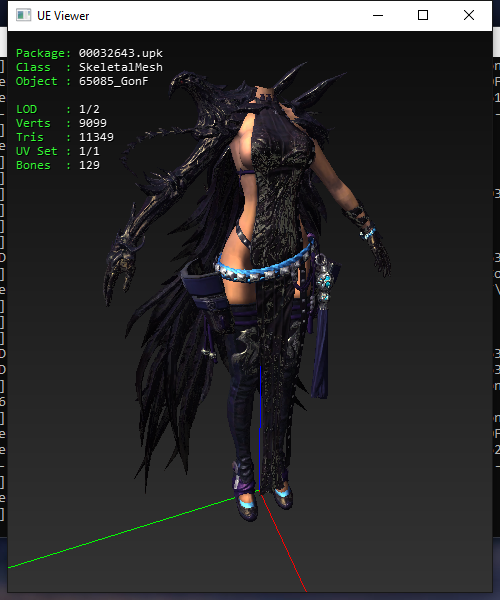 UE Viewer
Package: 00032643.upk
Class : SkeletalMesh
Object : 65085_GonF
LOD : 1/2
Verts : 9099
Tris : 11349
UV Set : 1/1
Bones : 129